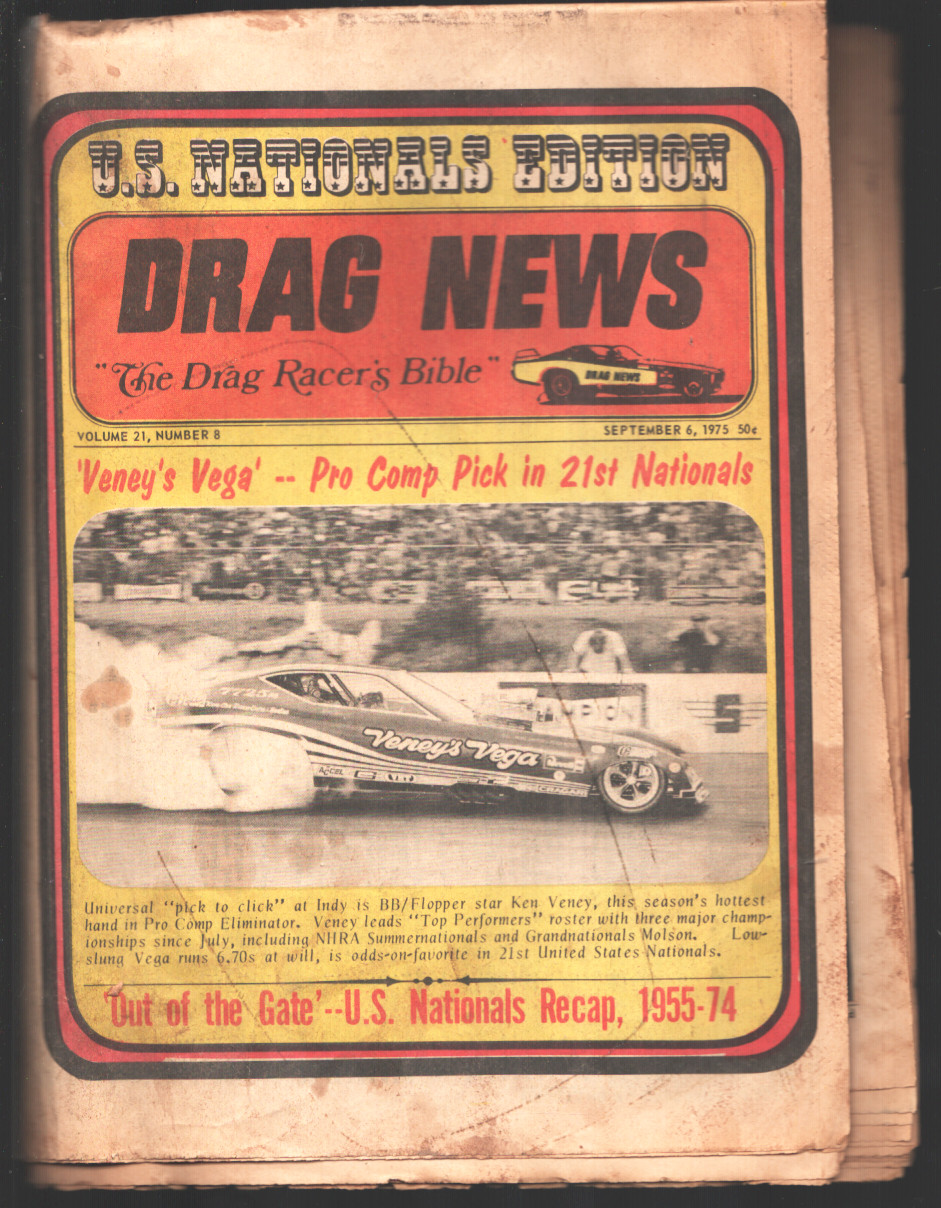 U.S. NATIONALS EDITION
DRAG NEWS
"The Drag Racer's Bible"
DRAG NEWS
VOLUME 21, NUMBER 8
SEPTEMBER 6, 1975 50¢
'Veney's Vega' -- Pro Comp Pick in 21st Nationals
7725
Veney's Vega
ACCEL
CRAGAR
S
Universal "pick to click" at Indy is BB/Flopper star Ken Veney, this season's hottest
hand in Pro Comp Eliminator. Veney leads "Top Performers" roster with three major champ-
ionships since July, including NHRA Summernationals and Grandnationals Molson. Low-
slung Vega runs 6.70s at will, is odds-on-favorite in 21st United States Nationals.
'Out of the Gate'--U.S. Nationals Recap, 1955-74